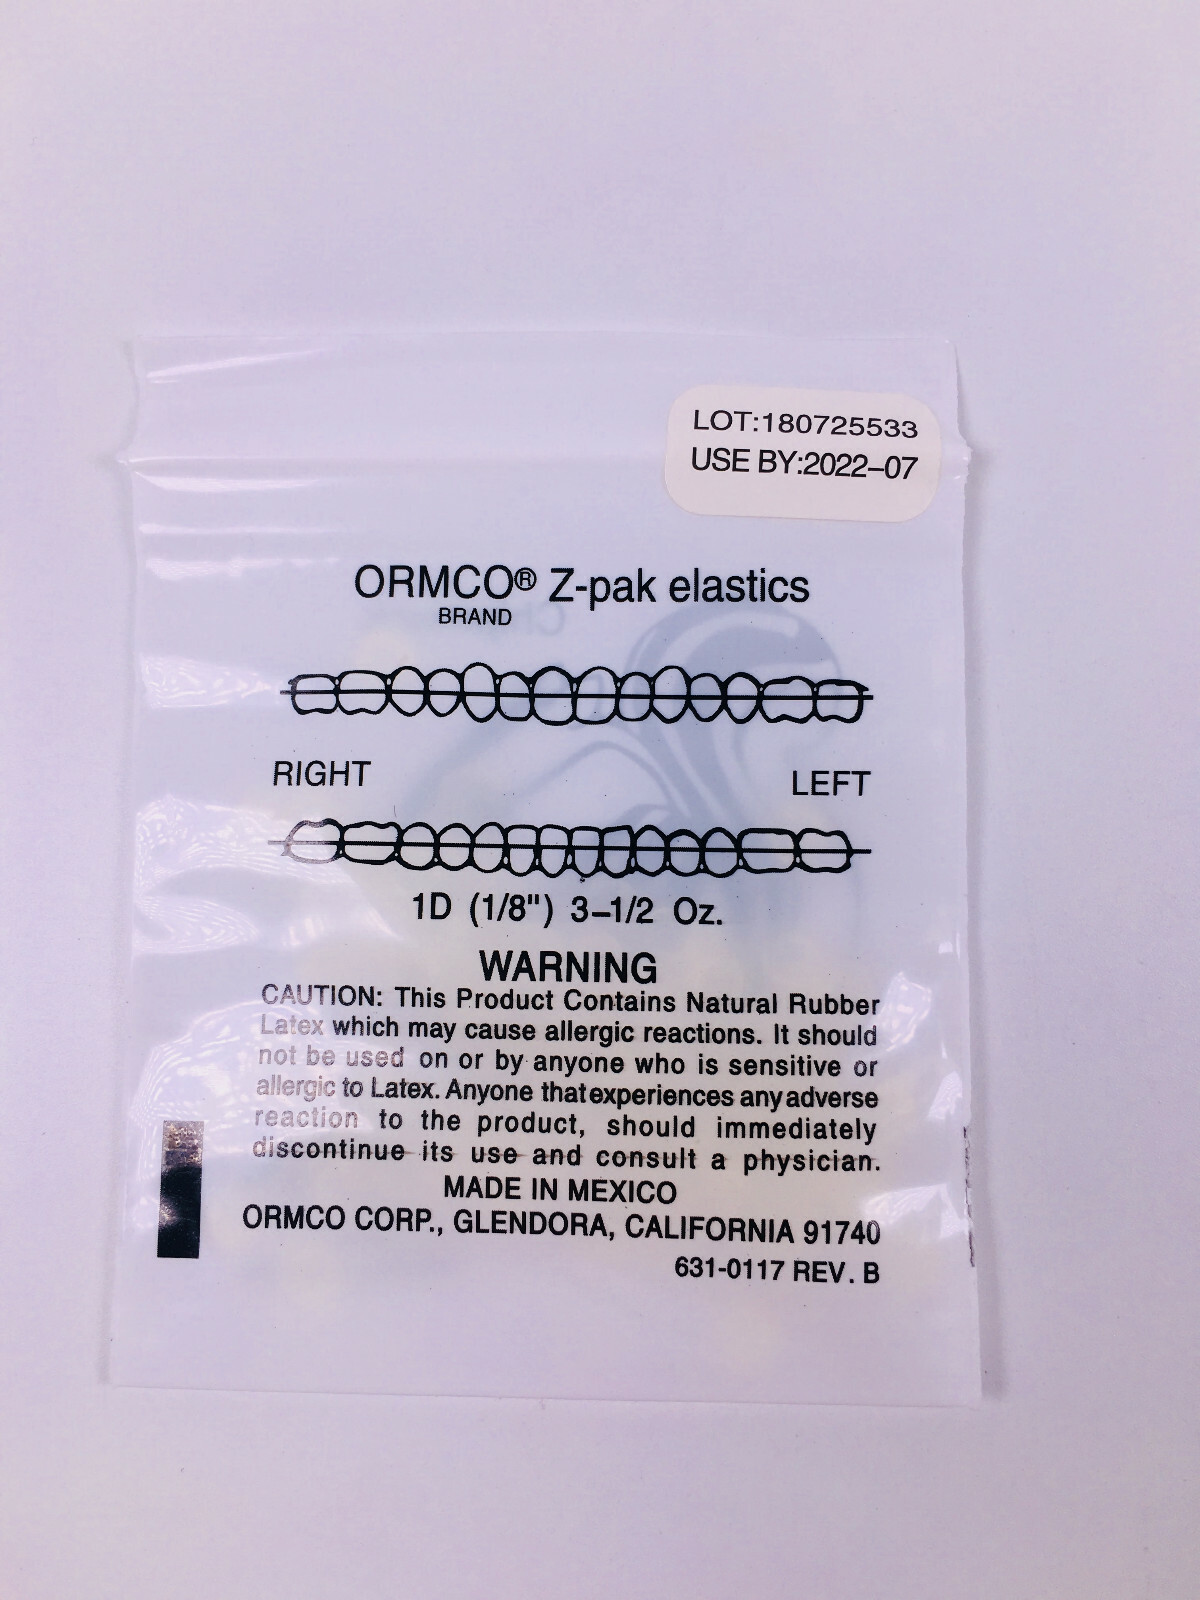 LOT:180725533
USE BY:2022-07
ORMCO® Z-pak elastics
BRAND
RIGHT LEFT
1D (1/8") 3-1/2 Oz.
WARNING
CAUTION: This Product Contains Natural Rubber
Latex which may cause allergic reactions. It should
not be used on or by anyone who is sensitive or
allergic to Latex. Anyone that experiences any adverse
reaction to the product, should immediately
discontinue its use and consult a physician.
MADE IN MEXICO
ORMCO CORP., GLENDORA, CALIFORNIA 91740
631-0117 REV. B